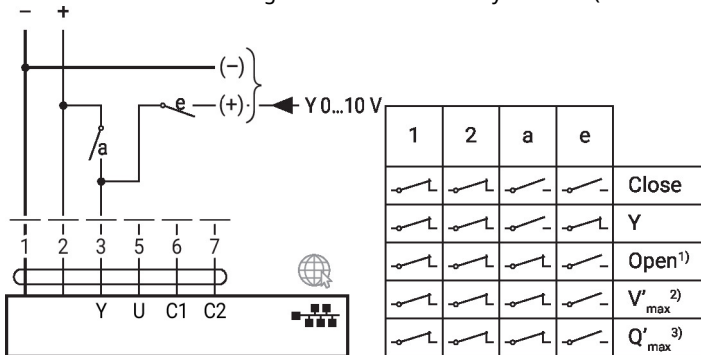 − +
(−)
e (+) Y 0...10 V
a
1 2 3 5 6 7
Y U C1 C2
1 2 a e
Close
Y
Open1)
V'max2)
Q'max3)